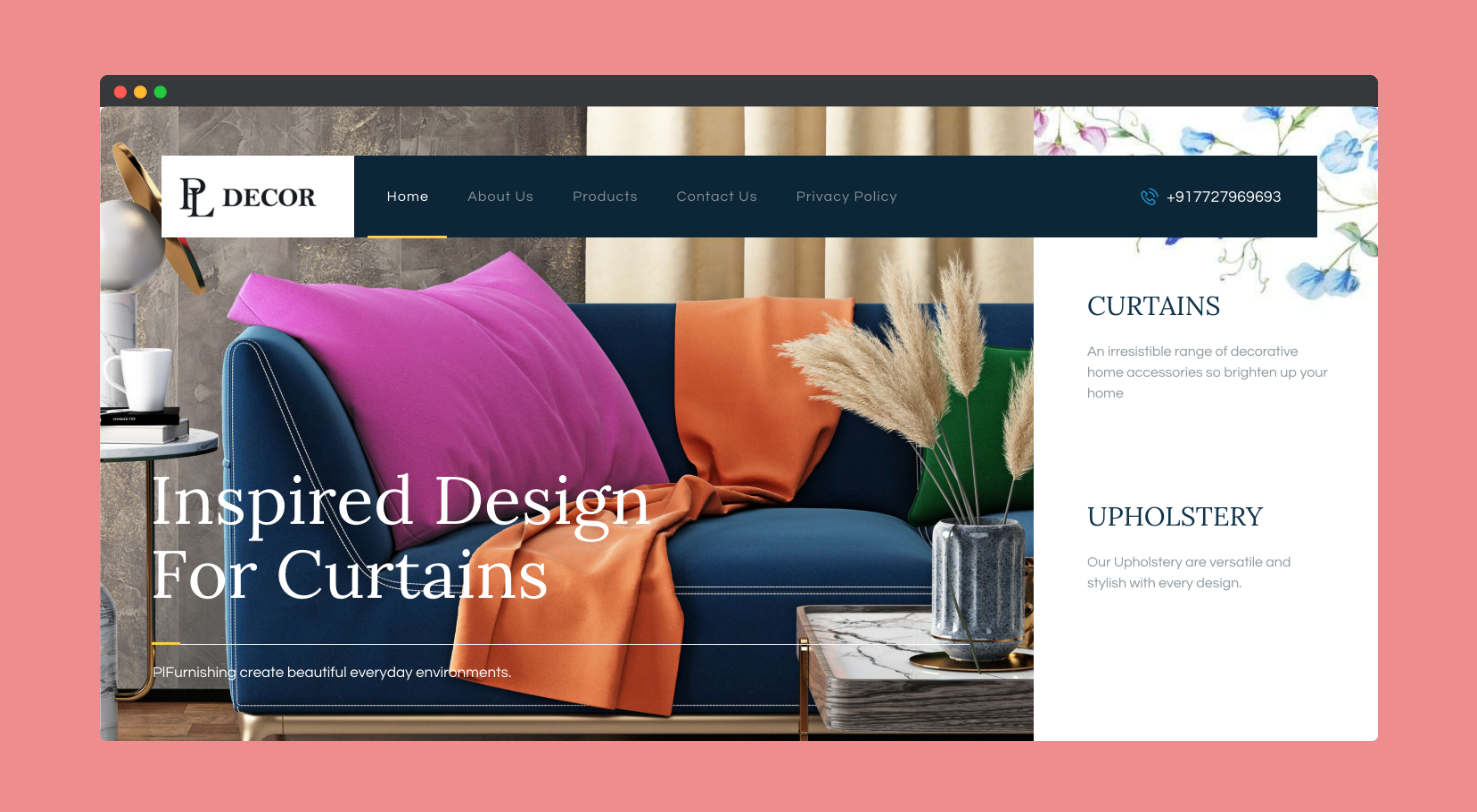 PL DECOR
Home
About Us
Products
Contact Us
Privacy Policy
+917727969693
Inspired Design
For Curtains
PlFurnishing create beautiful everyday environments.
CURTAINS
An irresistible range of decorative
home accessories so brighten up your
home
UPHOLSTERY
Our Upholstery are versatile and
stylish with every design.